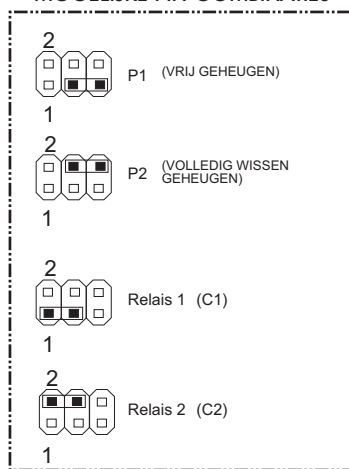 2
P1 (VRIJ GEHEUGEN)
1
2
P2 (VOLLEDIG WISSEN
GEHEUGEN)
1
2
Relais 1 (C1)
1
2
Relais 2 (C2)
1